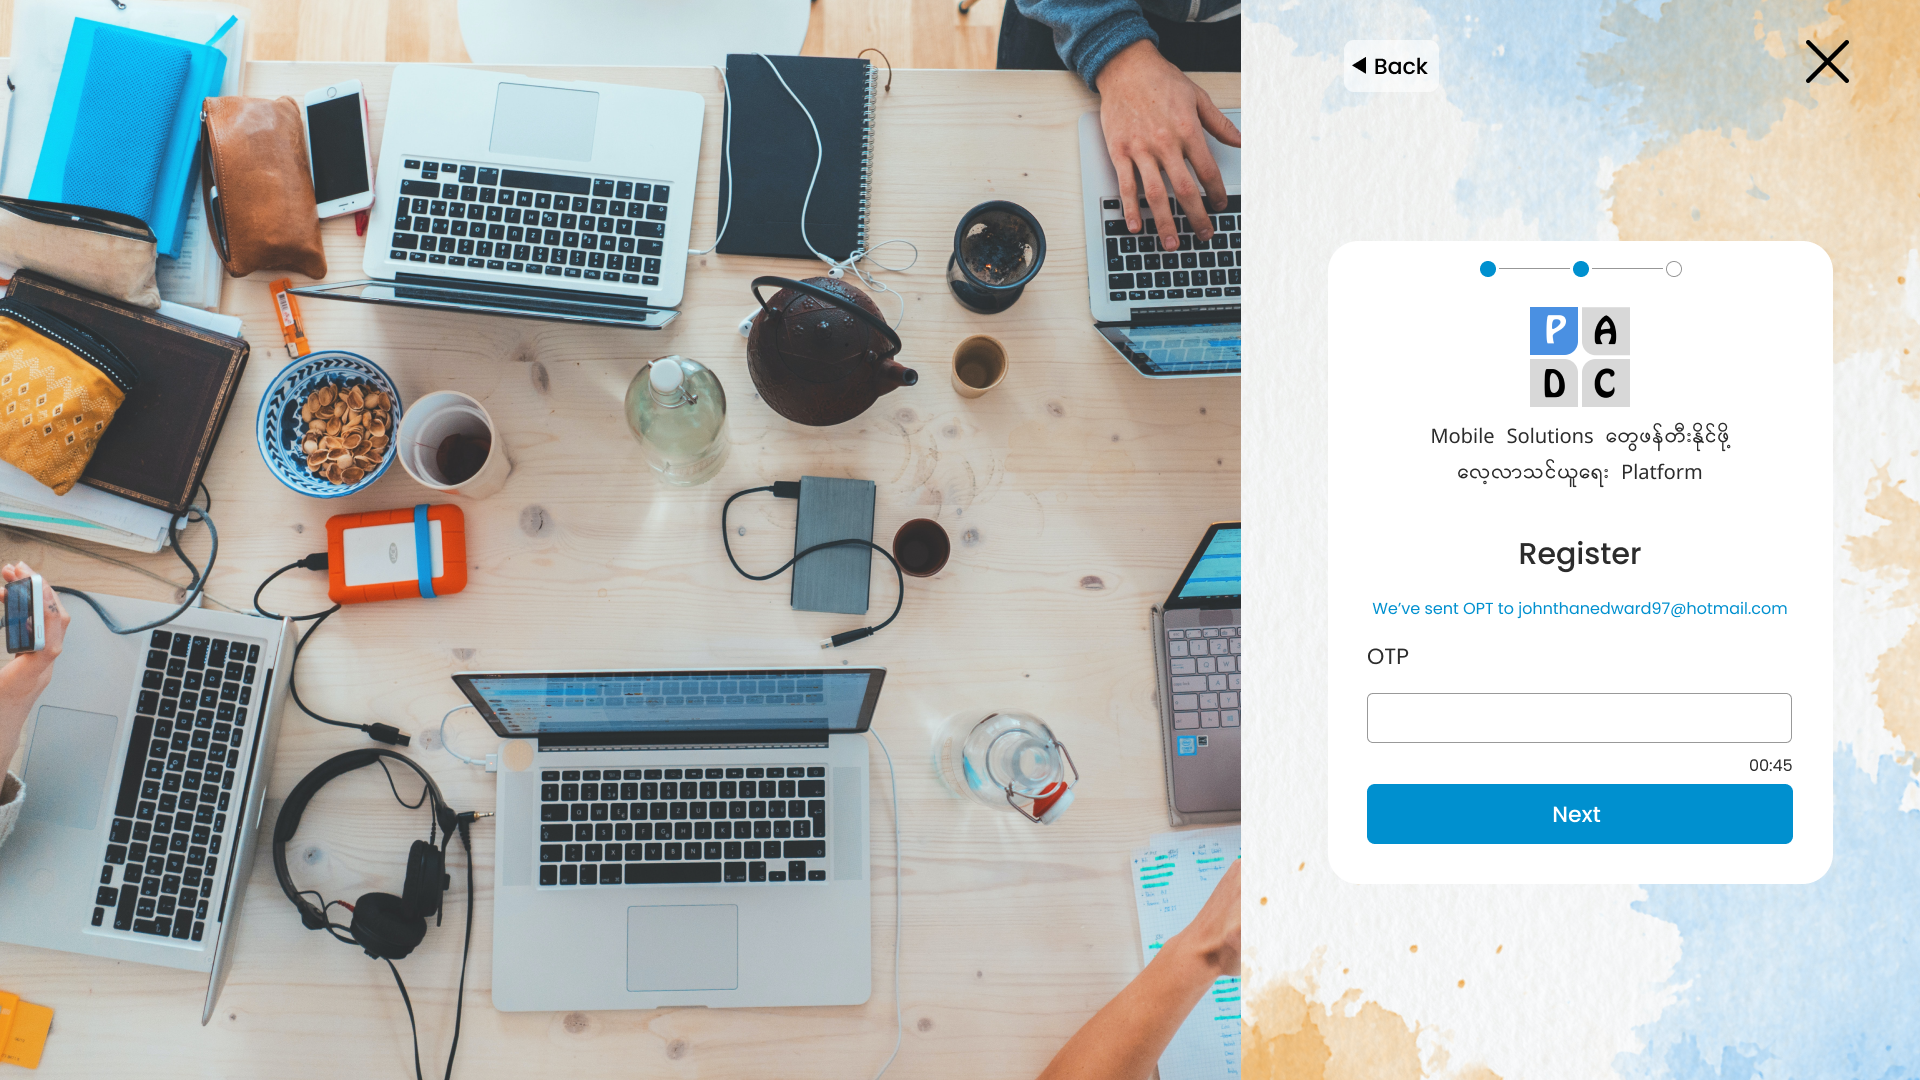 Back
P A
D C
Mobile Solutions တွေဖန်တီးနိုင်ဖို့
လေ့လာသင်ယူရေး Platform
Register
We’ve sent OPT to johnthanedward97@hotmail.com
OTP
00:45
Next